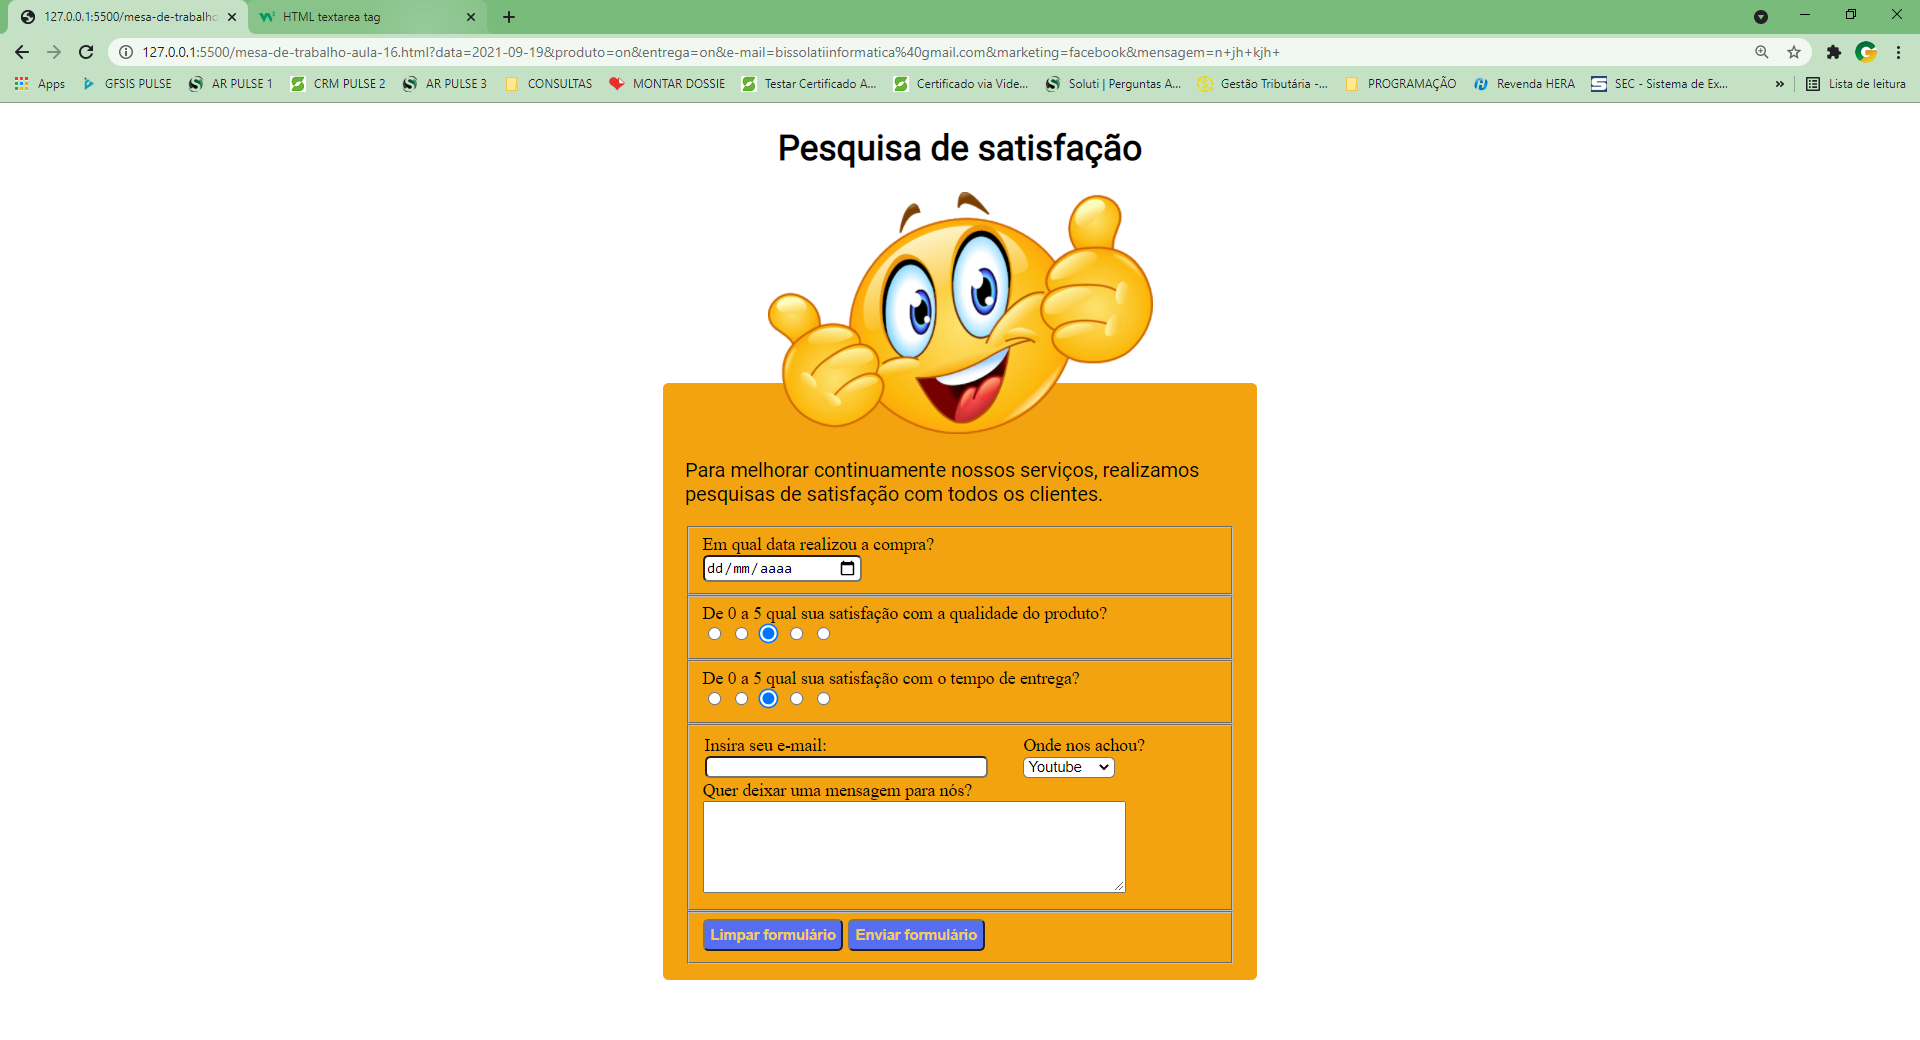 127.0.0.1:5500/mesa-de-trabalho
HTML textarea tag
127.0.0.1:5500/mesa-de-trabalho-aula-16.html?data=2021-09-19&produto=on&entrega=on&e-mail=bissolatiinformatica%40gmail.com&marketing=facebook&mensagem=n+jh+kjh+
Apps GFSIS PULSE AR PULSE 1 CRM PULSE 2 AR PULSE 3 CONSULTAS MONTAR DOSSIE Testar Certificado A... Certificado via Vide... Soluti | Perguntas A... Gestão Tributária -... PROGRAMAÇÃO Revenda HERA SEC - Sistema de Ex... » Lista de leitura
Pesquisa de satisfação
Para melhorar continuamente nossos serviços, realizamos
pesquisas de satisfação com todos os clientes.
Em qual data realizou a compra?
dd/mm/aaaa
De 0 a 5 qual sua satisfação com a qualidade do produto?
De 0 a 5 qual sua satisfação com o tempo de entrega?
Insira seu e-mail: Onde nos achou?
Youtube
Quer deixar uma mensagem para nós?
Limpar formulário Enviar formulário